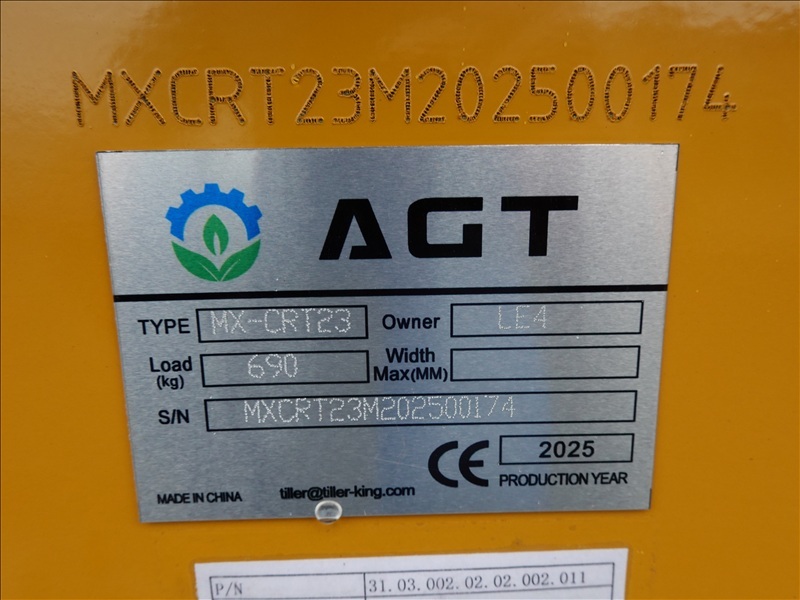 MXCRT23M202500174
AGT
TYPE MX-CRT23 Owner LE4
Load (kg) 690 Width Max(MM)
S/N MXCRT23M202500174
CE 2025
PRODUCTION YEAR
MADE IN CHINA tiller@tiller-king.com
P/N 31.03.002.02.02.002.011